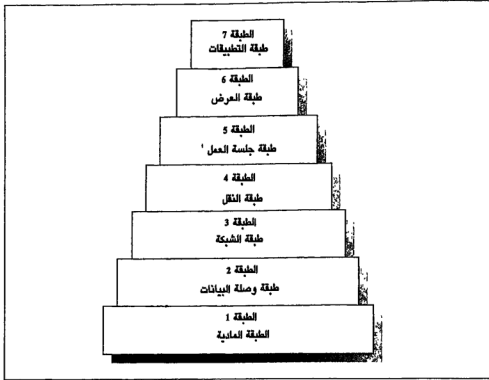 الطبقة 7
طبقة التطبيقات
الطبقة 6
طبقة العرض
الطبقة 5
طبقة جلسة العمل
الطبقة 4
طبقة النقل
الطبقة 3
طبقة الشبكة
الطبقة 2
طبقة وصلة البيانات
الطبقة 1
الطبقة المادية